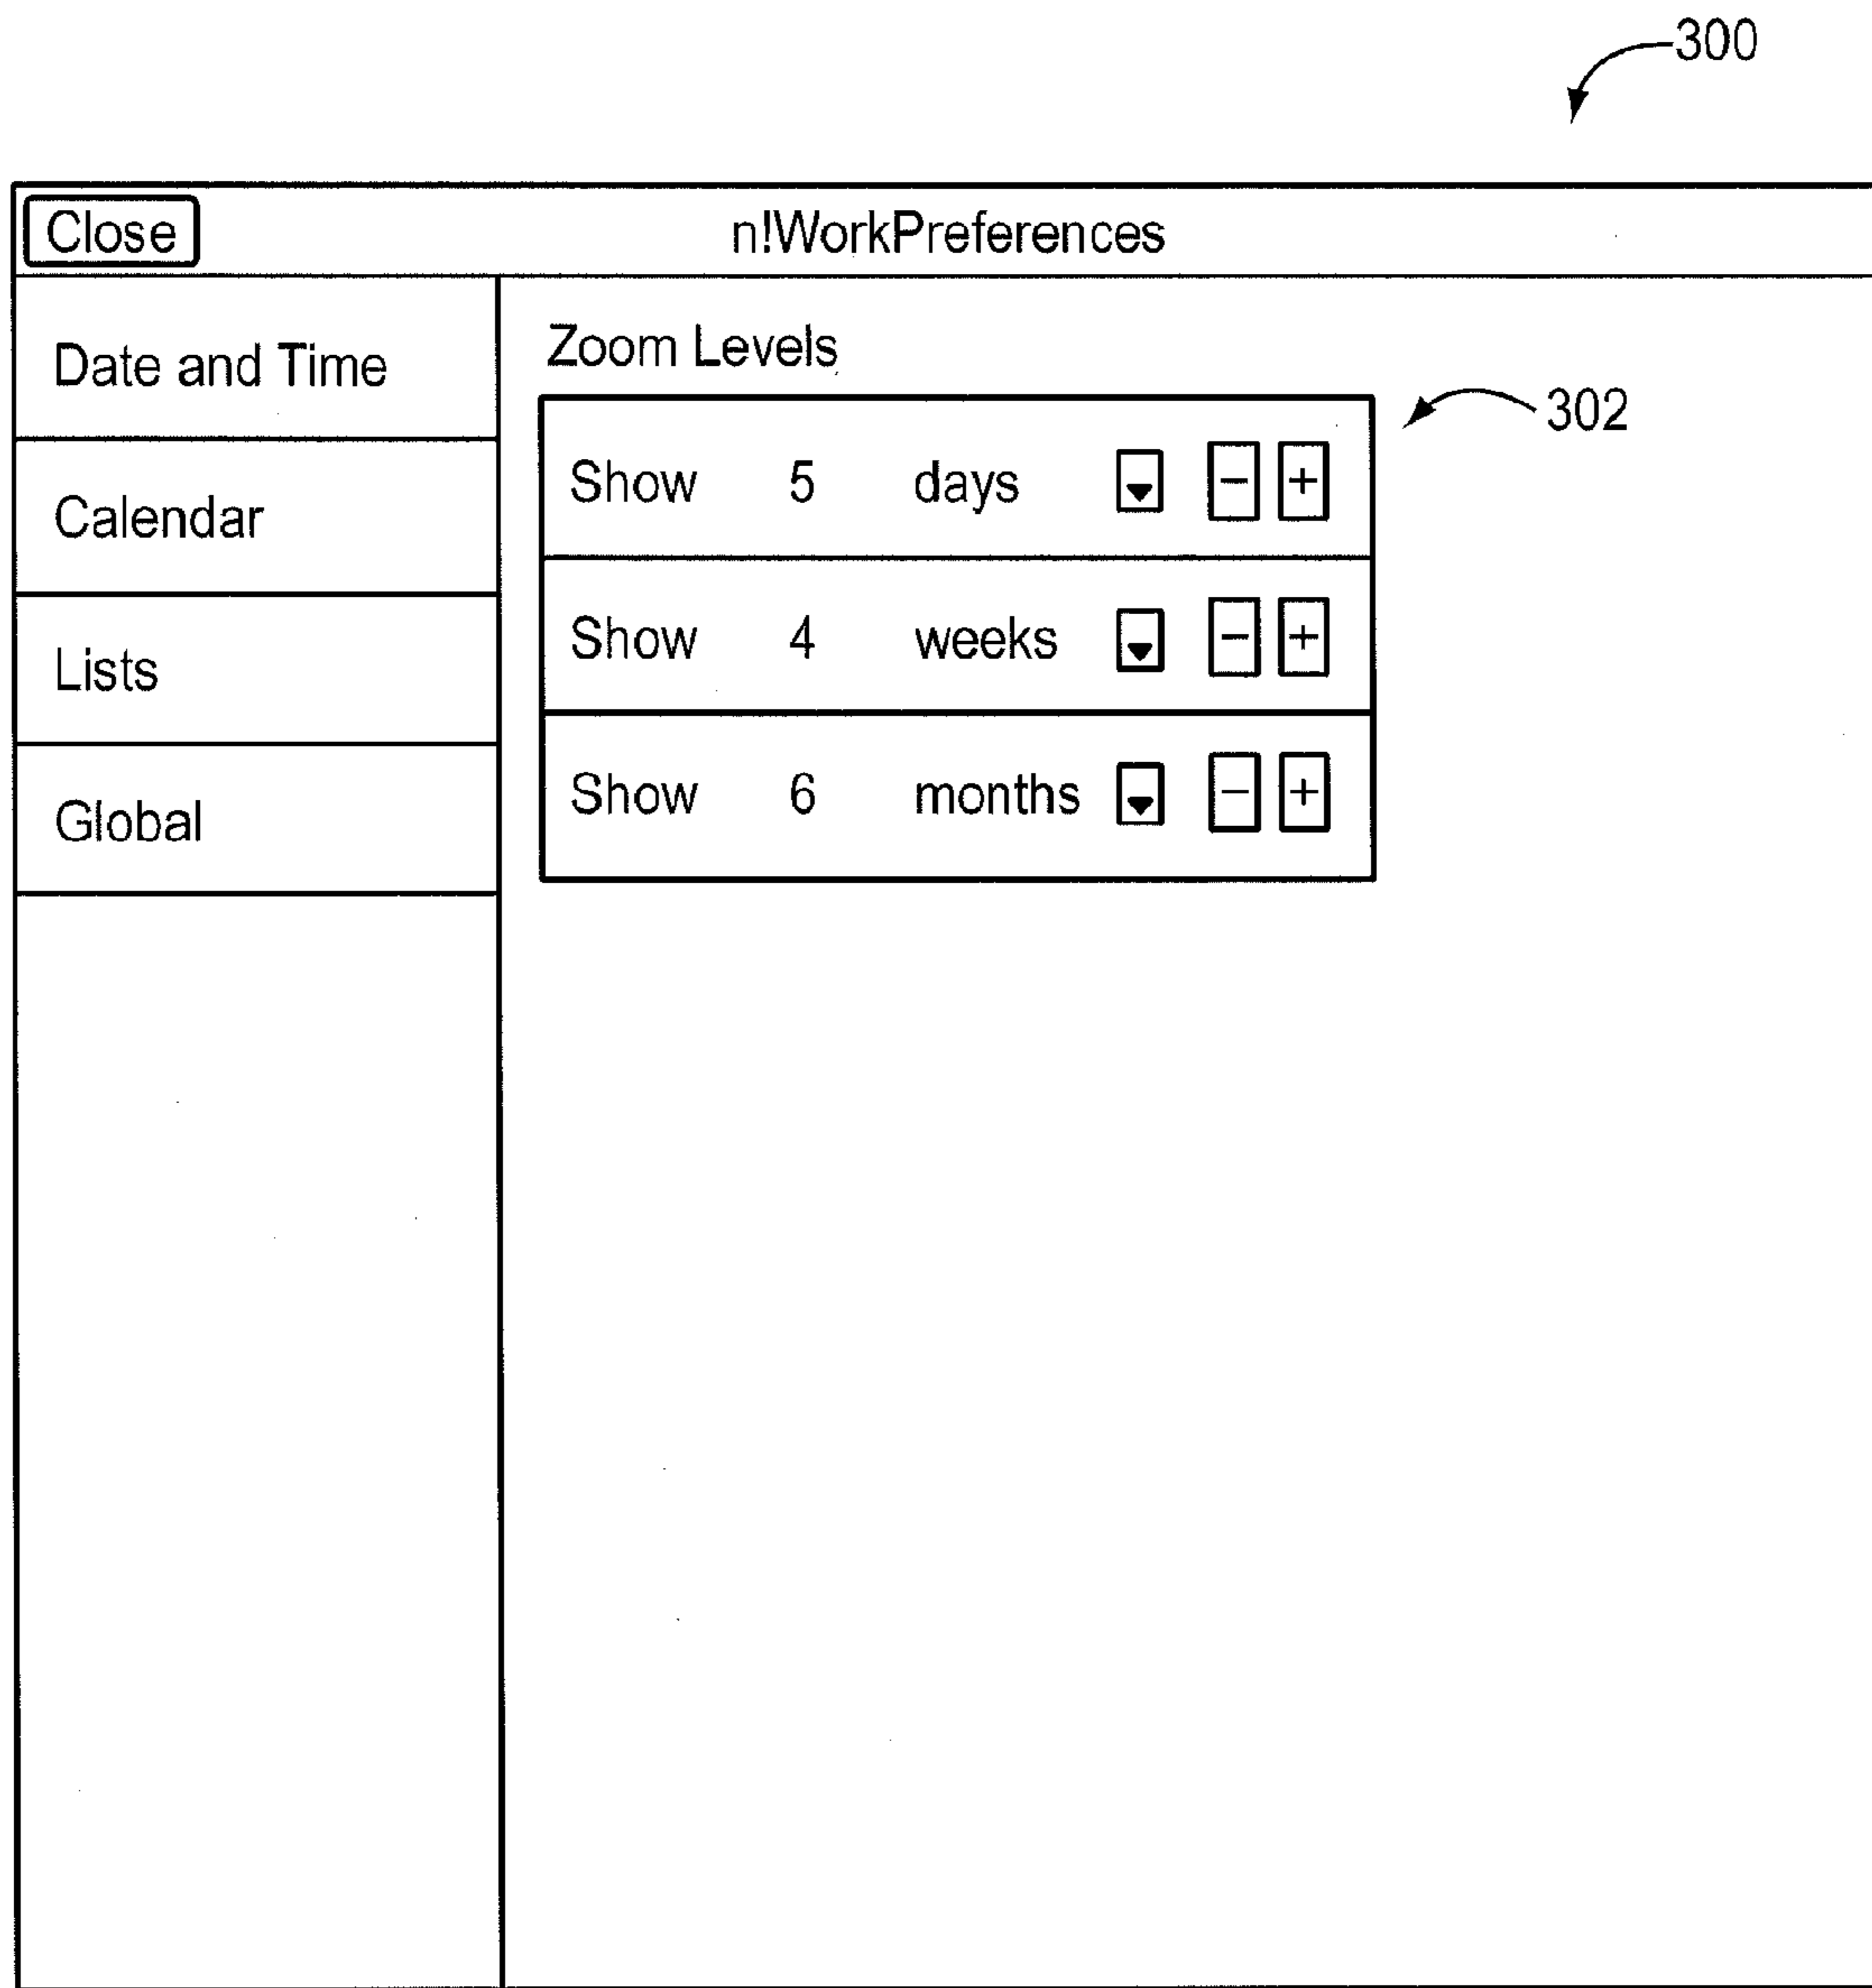 300
Close n!WorkPreferences
Date and Time
Calendar
Lists
Global
Zoom Levels
302
Show 5 days - +
Show 4 weeks - +
Show 6 months - +